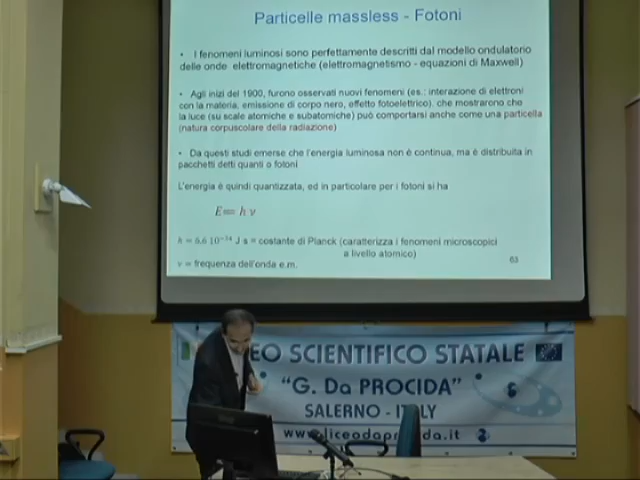 Particelle massless - Fotoni
• I fenomeni luminosi sono perfettamente descritti dal modello ondulatorio
delle onde elettromagnetiche (elettromagnetismo - equazioni di Maxwell)
• Agli inizi del 1900, furono osservati nuovi fenomeni (es.: interazione di elettroni
con la materia, emissione di corpo nero, effetto fotoelettrico), che mostrarono che
la luce (su scale atomiche e subatomiche) può comportarsi anche come una particella
(natura corpuscolare della radiazione)
• Da questi studi emerse che l'energia luminosa non è continua, ma è distribuita in
pacchetti detti quanti o fotoni
L'energia è quindi quantizzata, ed in particolare per i fotoni si ha
E= h ν
h = 6.6 10⁻³⁴ J s = costante di Planck (caratterizza i fenomeni microscopici
a livello atomico)
ν = frequenza dell'onda e.m.
63
EO SCIENTIFICO STATALE
"G. Da PROCIDA"
SALERNO - ITALY
www.liceodaprocida.it